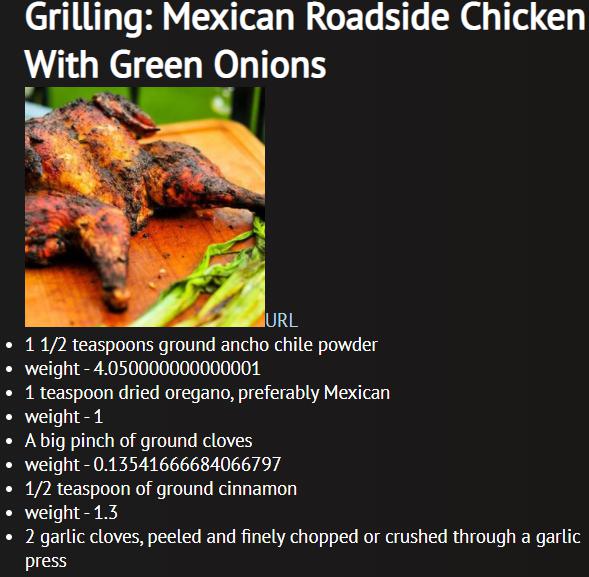 Grilling: Mexican Roadside Chicken
With Green Onions
URL
• 1 1/2 teaspoons ground ancho chile powder
• weight - 4.050000000000001
• 1 teaspoon dried oregano, preferably Mexican
• weight - 1
• A big pinch of ground cloves
• weight - 0.13541666684066797
• 1/2 teaspoon of ground cinnamon
• weight - 1.3
• 2 garlic cloves, peeled and finely chopped or crushed through a garlic
press